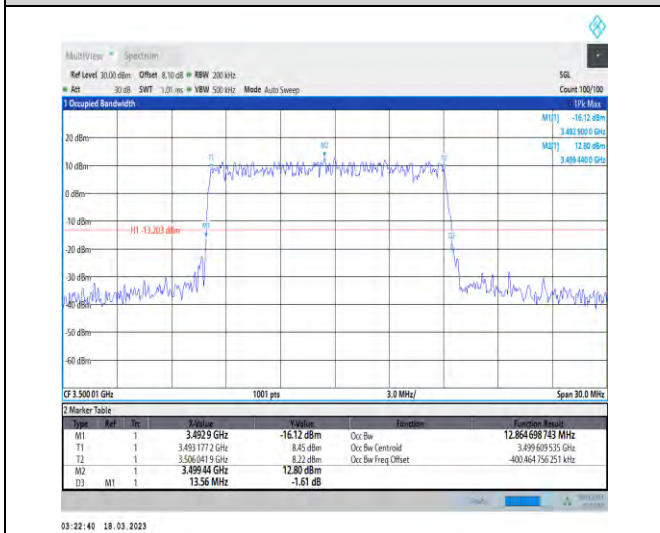 MultiView Spectrum
Ref Level 30.00 dBm Offset 8.10 dB RBW 200 kHz SGL
Att 30 dB SWT 1.01 ms VBW 500 kHz Mode Auto Sweep Count 100/100
1 Occupied Bandwidth 1Pk Max
M1[1] -16.12 dBm
3.492 900 0 GHz
M2[1] 12.80 dBm
3.499 440 0 GHz
20 dBm
10 dBm
0 dBm
-10 dBm
-20 dBm
-30 dBm
-50 dBm
-60 dBm
T1
M2
T2
M1
H1 -13.203 dBm
D3
CF 3.500 01 GHz 1001 pts 3.0 MHz/ Span 30.0 MHz
2 Marker Table
Type Ref Trc X-Value Y-Value Function Function Result
M1 1 3.492 9 GHz -16.12 dBm Occ Bw 12.864 698 743 MHz
T1 1 3.493 177 2 GHz 8.45 dBm Occ Bw Centroid 3.499 609 535 GHz
T2 1 3.506 041 9 GHz 8.22 dBm Occ Bw Freq Offset -400.464 756 251 kHz
M2 1 3.499 44 GHz 12.80 dBm
D3 M1 1 13.56 MHz -1.61 dB
03:22:40 18.03.2023